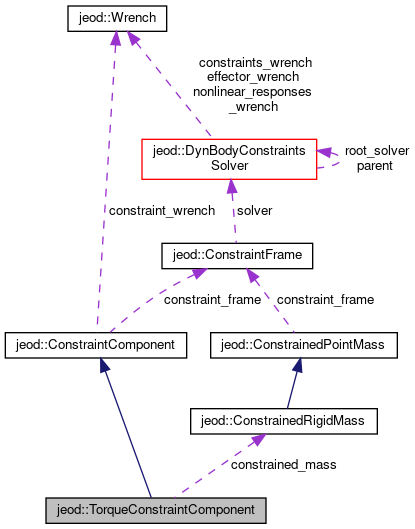 jeod::Wrench
constraints_wrench
effector_wrench
nonlinear_responses
_wrench
jeod::DynBodyConstraints
Solver
root_solver
parent
constraint_wrench
solver
jeod::ConstraintFrame
constraint_frame
constraint_frame
jeod::ConstraintComponent
jeod::ConstrainedPointMass
jeod::ConstrainedRigidMass
constrained_mass
jeod::TorqueConstraintComponent